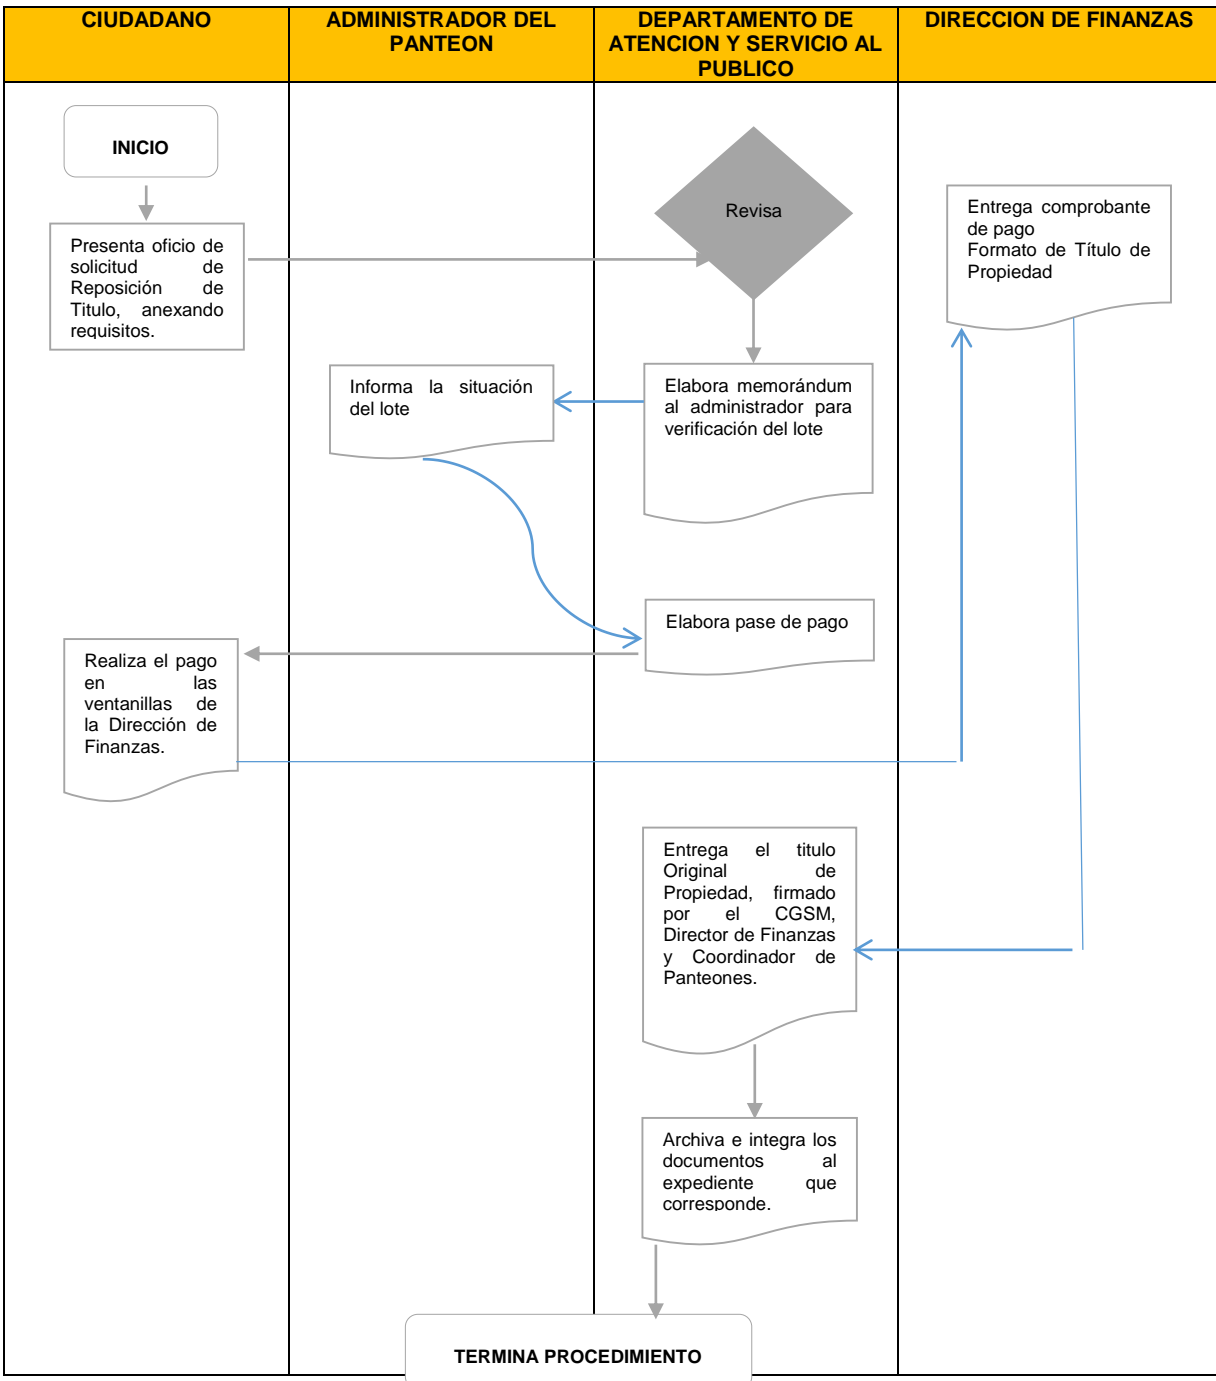 CIUDADANO
ADMINISTRADOR DEL
PANTEON
DEPARTAMENTO DE
ATENCION Y SERVICIO AL
PUBLICO
DIRECCION DE FINANZAS
INICIO
Presenta oficio de
solicitud de
Reposición de
Titulo, anexando
requisitos.
Revisa
Entrega comprobante
de pago
Formato de Título de
Propiedad
Informa la situación
del lote
Elabora memorándum
al administrador para
verificación del lote
Elabora pase de pago
Realiza el pago
en las
ventanillas de
la Dirección de
Finanzas.
Entrega el titulo
Original de
Propiedad, firmado
por el CGSM,
Director de Finanzas
y Coordinador de
Panteones.
Archiva e integra los
documentos al
expediente que
corresponde.
TERMINA PROCEDIMIENTO